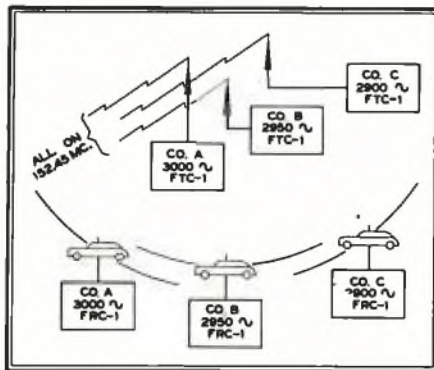 CO. C
2900 ~
FTC-1
CO. B
2950 ~
FTC-1
CO. A
3000 ~
FTC-1
ALL ON
152.45 MC.
CO. A
3000 ~
FRC-1
CO. B
2950 ~
FRC-1
CO. C
2900 ~
FRC-1